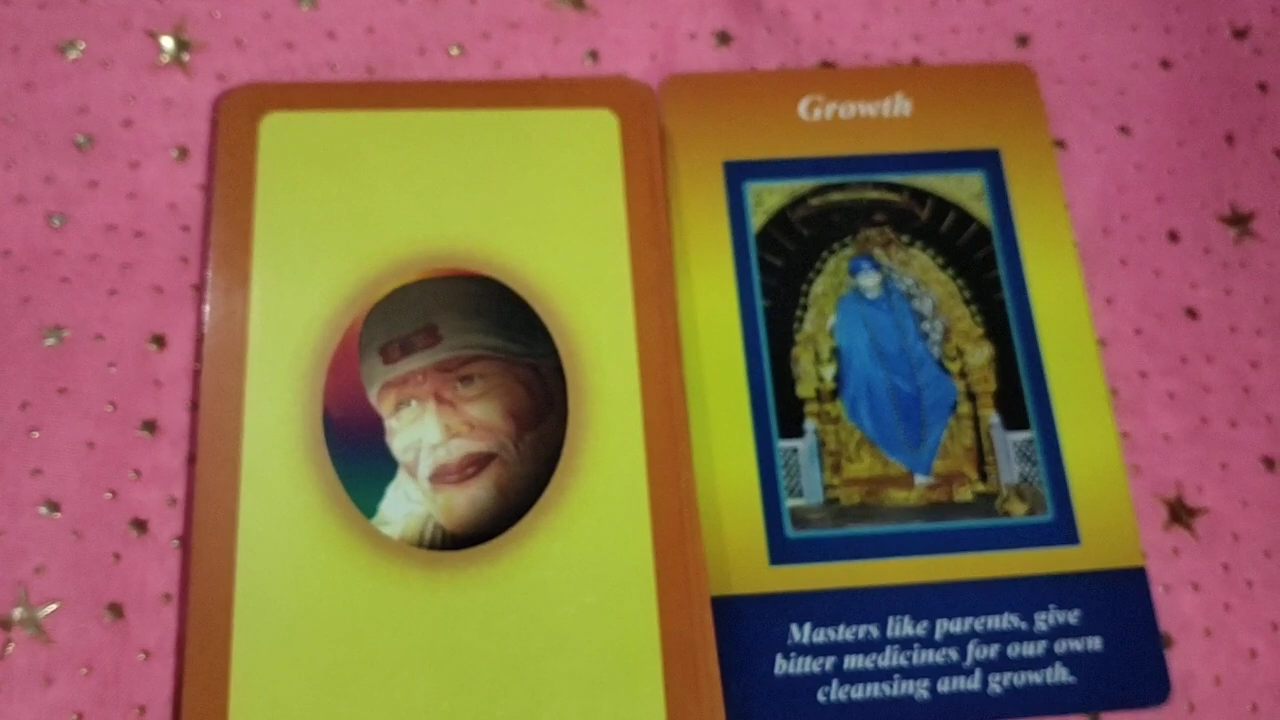 Growth
Masters like parents, give
bitter medicines for our own
cleansing and growth.